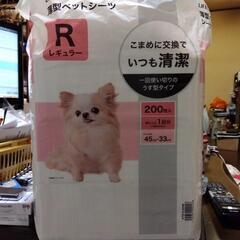 薄型ペットシーツ
R
レギュラー
こまめに交換で
いつも清潔
一回使い切りの
うす型タイプ
200枚入
45cm×33cm